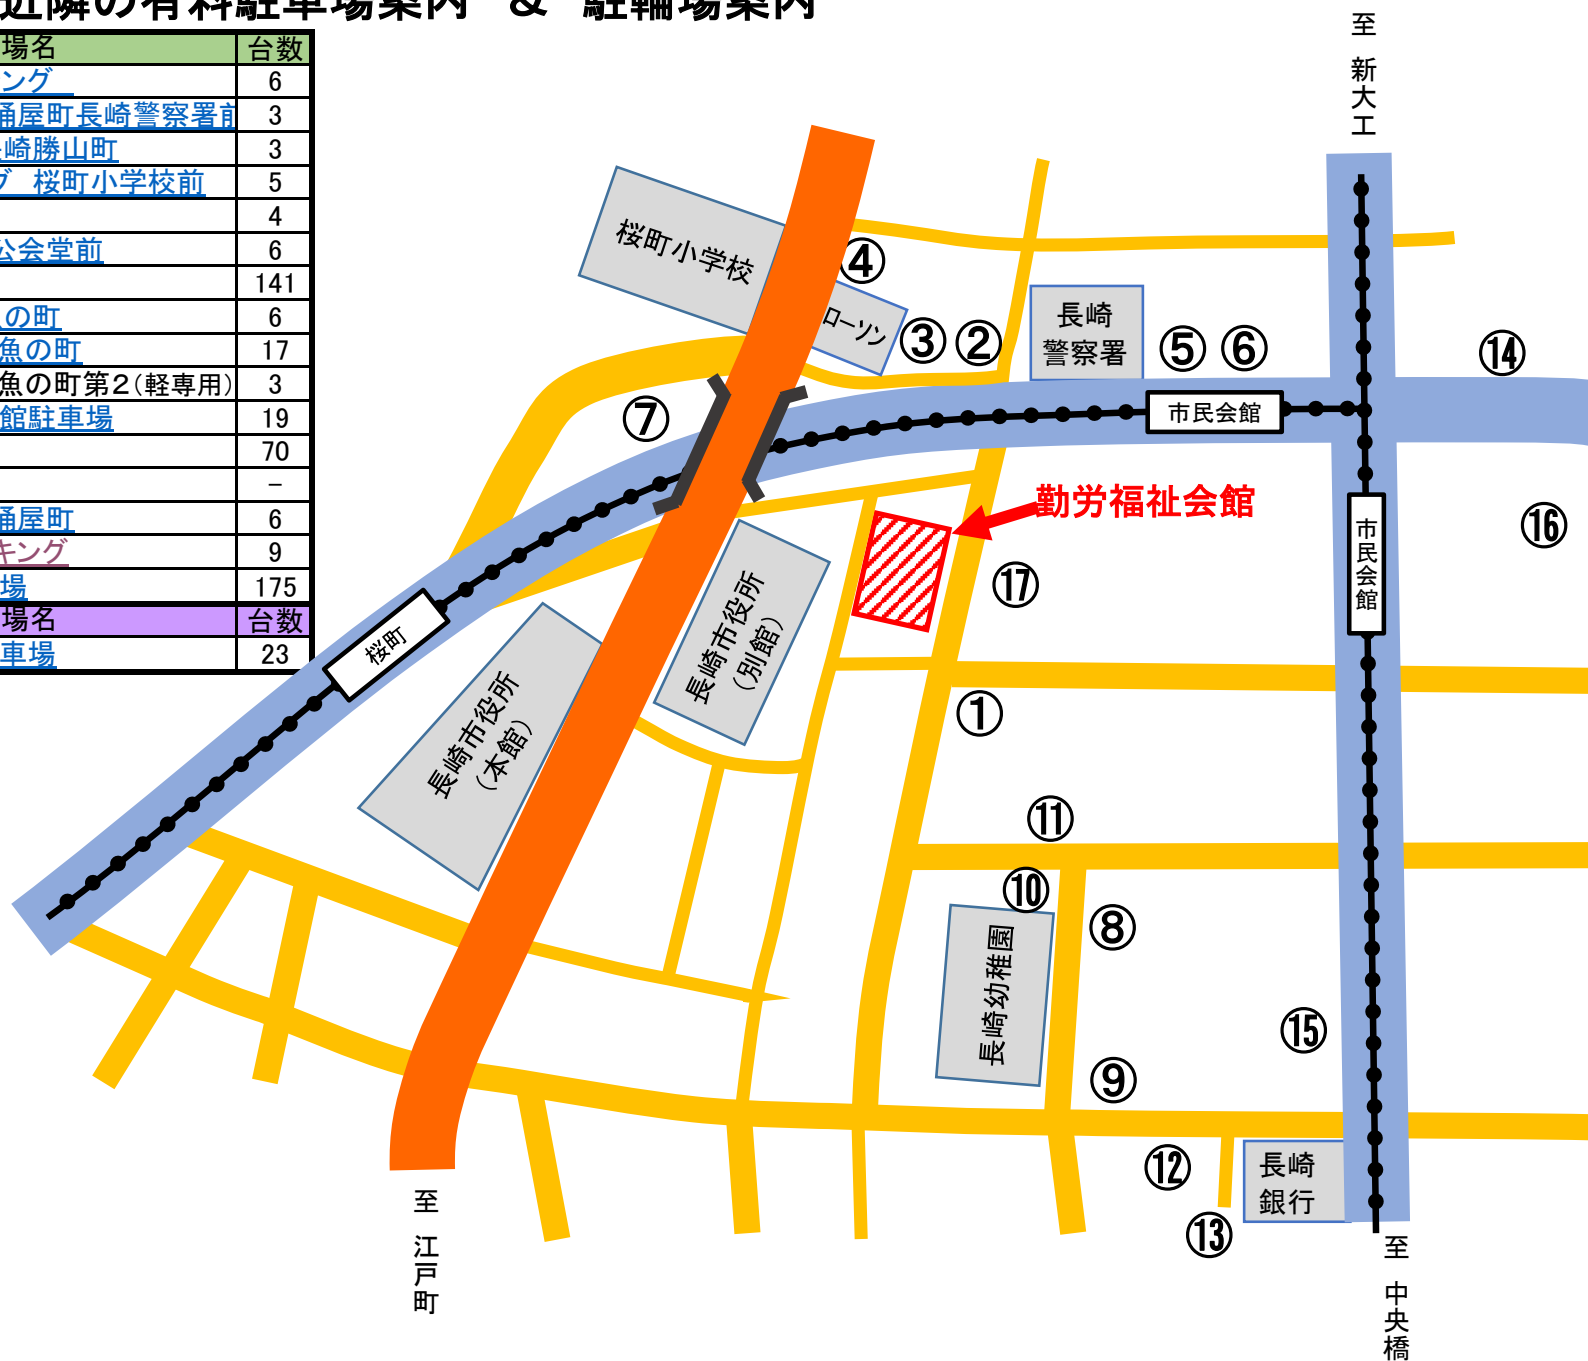 近隣の有料駐車場案内 & 駐輪場案内
場名 台数
ング 6
桶屋町長崎警察署前 3
崎勝山町 3
グ 桜町小学校前 5
4
公会堂前 6
141
の町 6
魚の町 17
魚の町第2(軽専用) 3
館駐車場 19
70
-
桶屋町 6
キング 9
場 175
場名 台数
車場 23
至 新大工
桜町小学校
④
ローソン
③ ②
長崎
警察署
⑤ ⑥
⑭
⑦
市民会館
勤労福祉会館
市民会館
⑯
⑰
長崎市役所
(別館)
桜町
長崎市役所
(本館)
①
⑪
⑩
⑧
長崎幼稚園
⑮
⑨
⑫
長崎
銀行
⑬
至 江戸町
至 中央橋